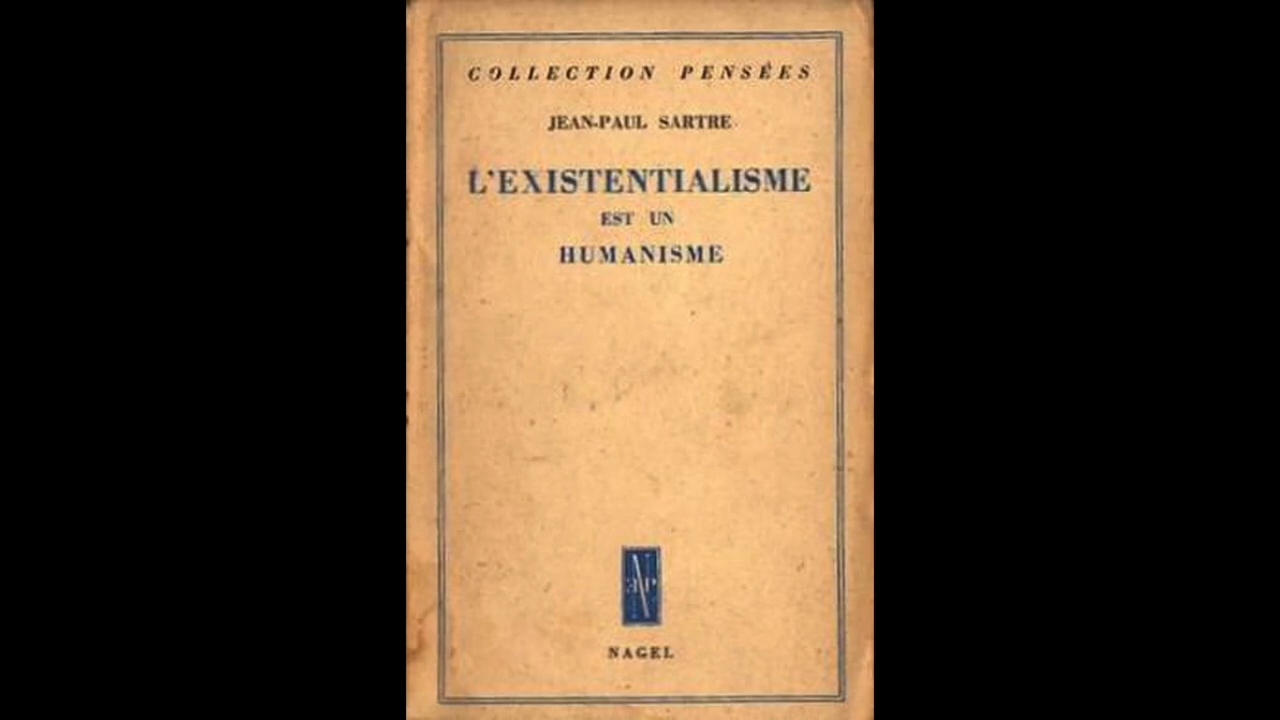 COLLECTION PENSÉES
JEAN-PAUL SARTRE
L'EXISTENTIALISME
EST UN
HUMANISME
NAGEL